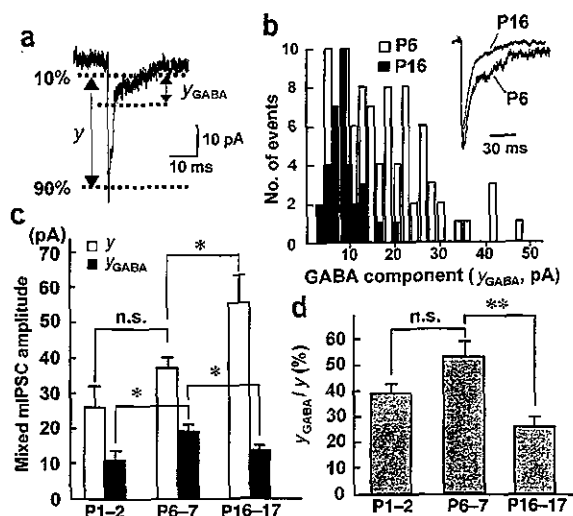 a
10%
y
yGABA
90%
10 pA
10 ms
b
P6
P16
No. of events
10
8
6
4
2
0
0 10 20 30 40 50
GABA component (yGABA, pA)
P16
P6
30 ms
c
(pA)
y
yGABA
Mixed mIPSC amplitude
70
60
50
40
30
20
10
0
n.s.
*
*
*
P1–2 P6–7 P16–17
d
yGABA / y (%)
60
50
40
30
20
10
0
n.s.
**
P1–2 P6–7 P16–17